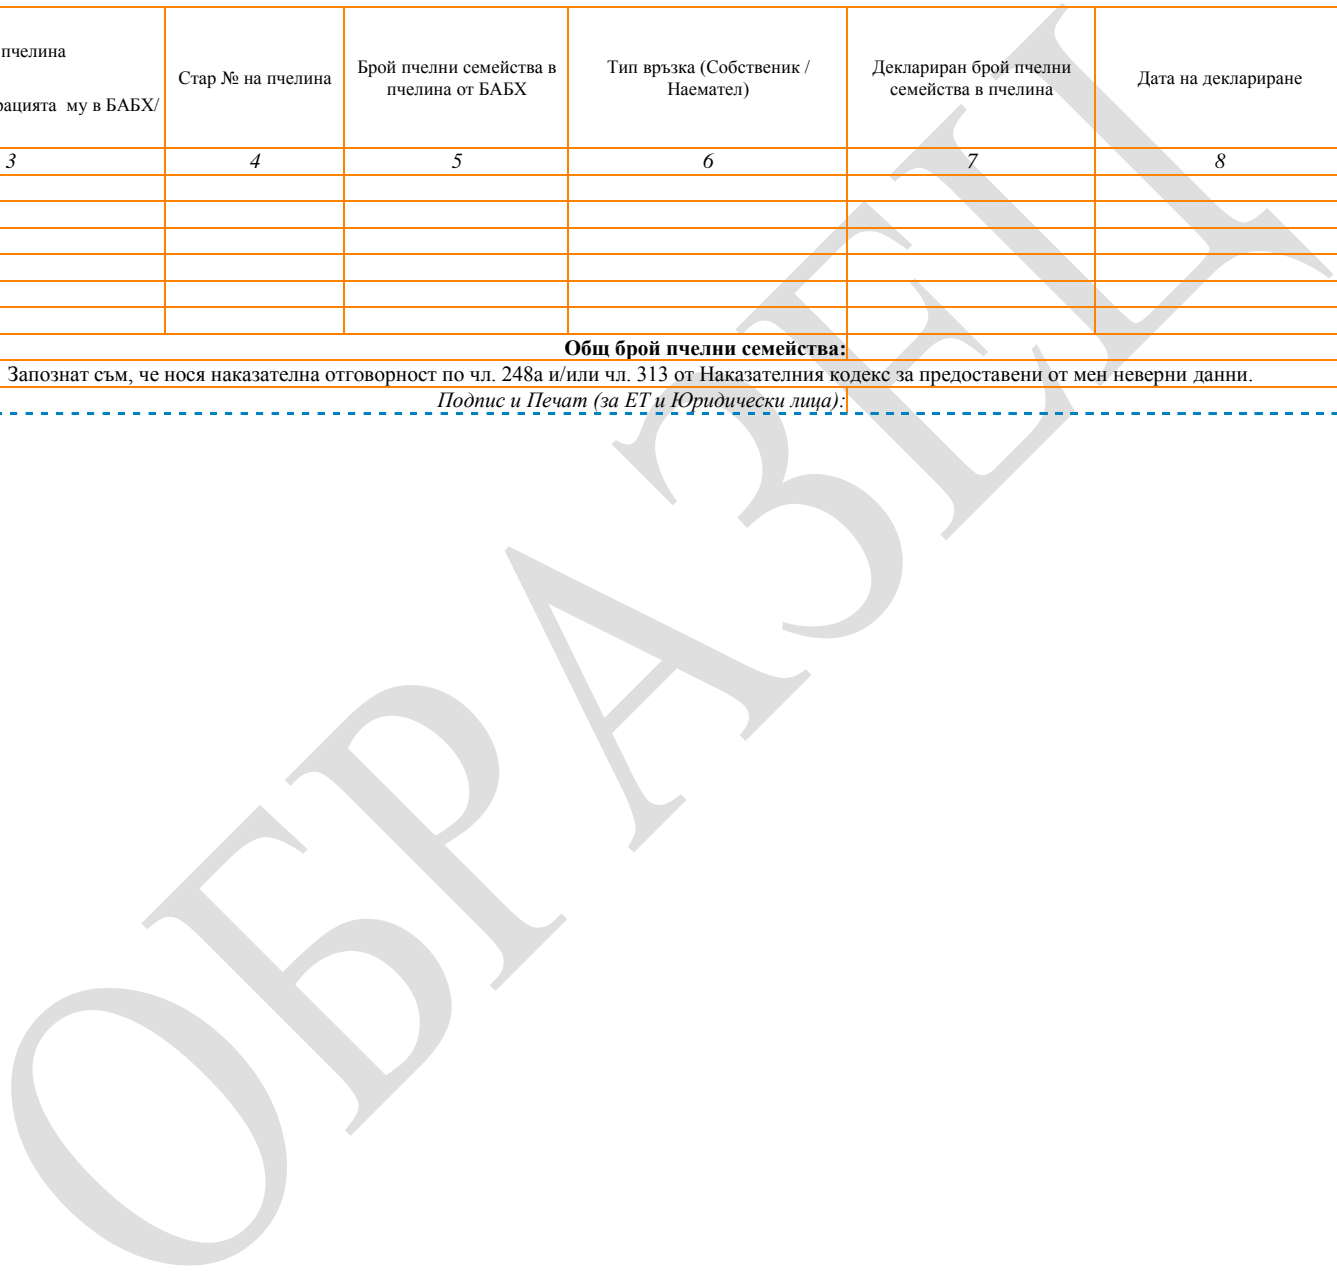 пчелина
му в БАБХ/
Стар № на пчелина
Брой пчелни семейства в
пчелина от БАБХ
Тип връзка (Собственик /
Наемател)
Деклариран брой пчелни
семейства в пчелина
Дата на деклариране
3 4 5 6 7 8
Общ брой пчелни семейства:
Запознат съм, че нося наказателна отговорност по чл. 248а и/или чл. 313 от Наказателния кодекс за предоставени от мен неверни данни.
Подпис и Печат (за ЕТ и Юридически лица):
ОБРАЗЕЦ